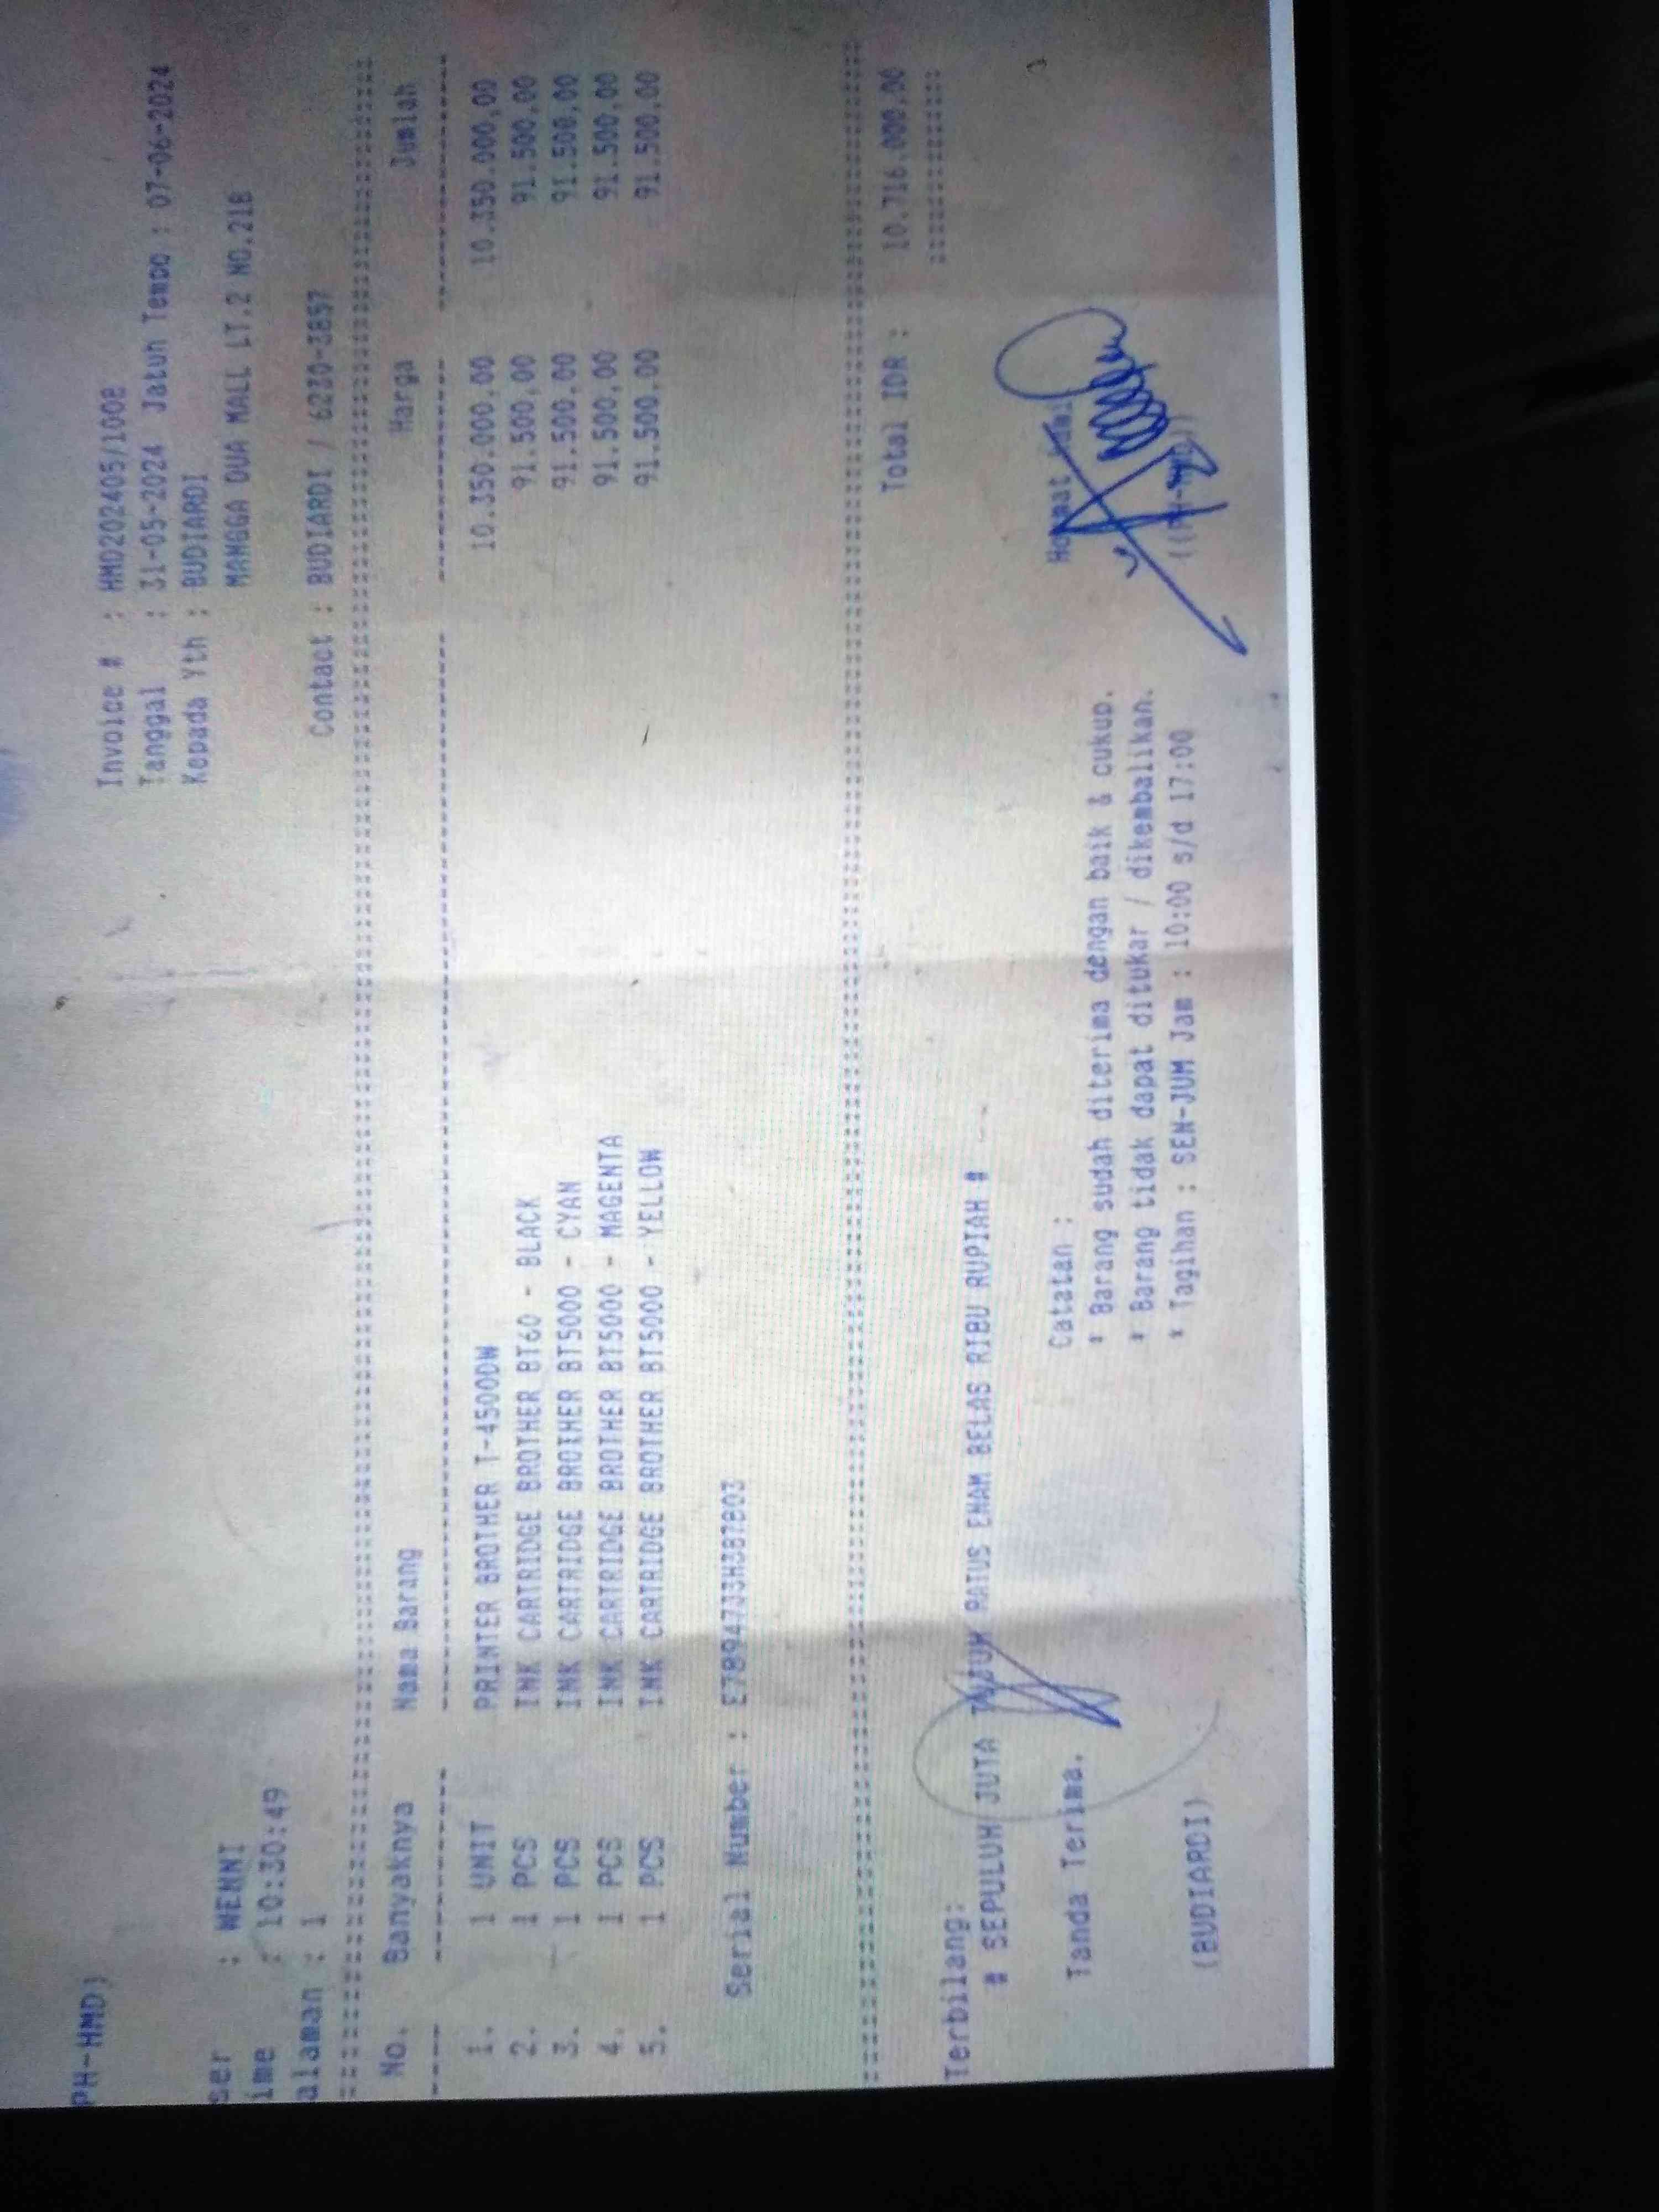 PH-HMD)
Invoice # : HMD202405/1008
Tanggal : 31-05-2024 Jatuh Tempo : 07-06-2024
Kepada Yth : BUDIARDI
ser : WENNI
MANGGA DUA MALL LT.2 NO.21B
ime : 10:30:49
alaman : 1
Contact : BUDIARDI / 6230-3857
No. Banyaknya Nama Barang Harga Jumlah
1. 1 UNIT PRINTER BROTHER T-4500DW 10.350.000,00 10.350.000,00
2. 1 PCS INK CARTRIDGE BROTHER BT60 - BLACK 91.500,00 91.500,00
3. 1 PCS INK CARTRIDGE BROTHER BT5000 - CYAN 91.500,00 91.500,00
4. 1 PCS INK CARTRIDGE BROTHER BT5000 - MAGENTA 91.500,00 91.500,00
5. 1 PCS INK CARTRIDGE BROTHER BT5000 - YELLOW 91.500,00 91.500,00
Serial Number :
Total IDR : 10.716.000,00
Terbilang:
# SEPULUH JUTA TUJUH RATUS ENAM BELAS RIBU RUPIAH #
Catatan :
Tanda Terima. * Barang sudah diterima dengan baik & cukup.
* Barang tidak dapat ditukar / dikembalikan.
* Tagihan : SEN-JUM Jam : 10:00 s/d 17:00
(BUDIARDI)